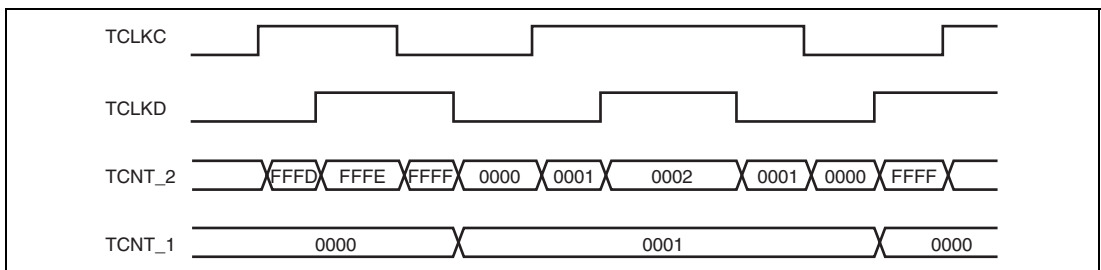 TCLKC
TCLKD
TCNT_2 FFFD FFFE FFFF 0000 0001 0002 0001 0000 FFFF
TCNT_1 0000 0001 0000